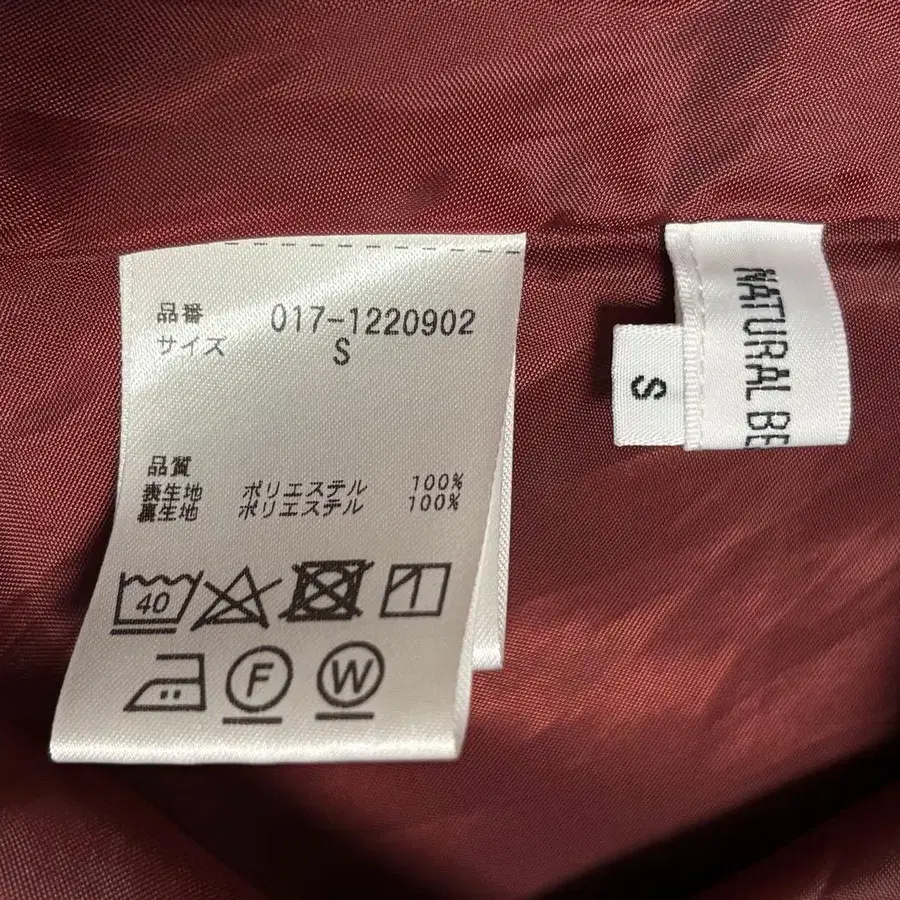 品番 017-1220902
サイズ S
品質
表生地 ポリエステル 100%
裏生地 ポリエステル 100%
40
F W
S
NATURAL BE